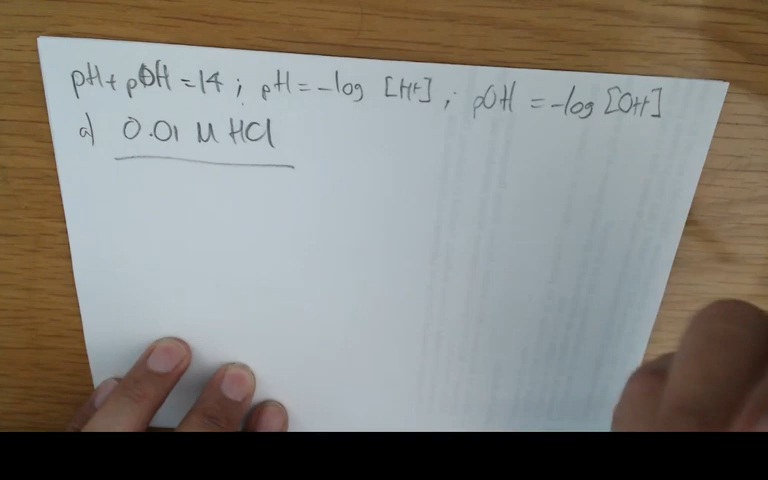 pH + pOH = 14 ; pH = -log [H+] ; pOH = -log [OH]
a) 0.01 M HCl